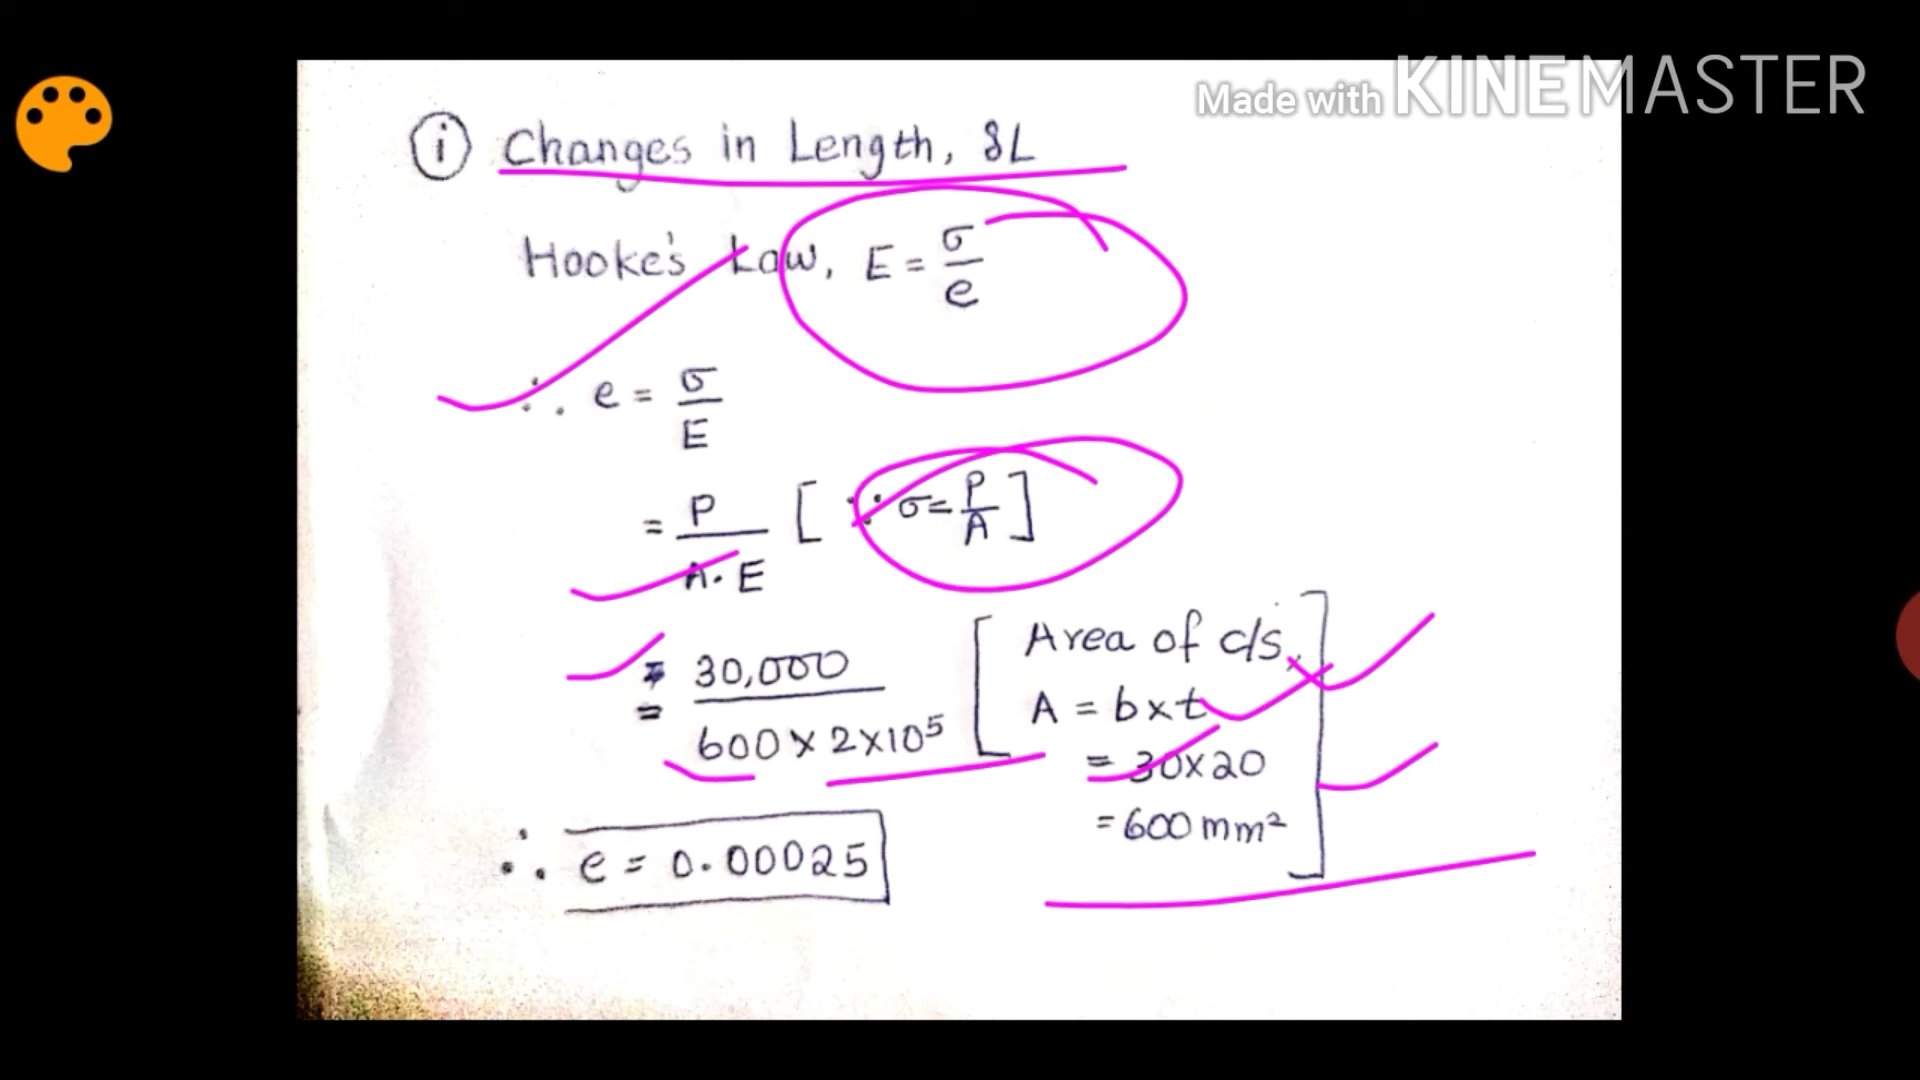 Made with KINEMASTER
i Changes in Length, δL
Hooke's Law, E = σ/e
∴ e = σ/E
= P/A·E [∵ σ = P/A]
= 30,000/600×2×10⁵
[Area of c/s,
A = b×t
= 30×20
= 600 mm²]
∴ e = 0.00025